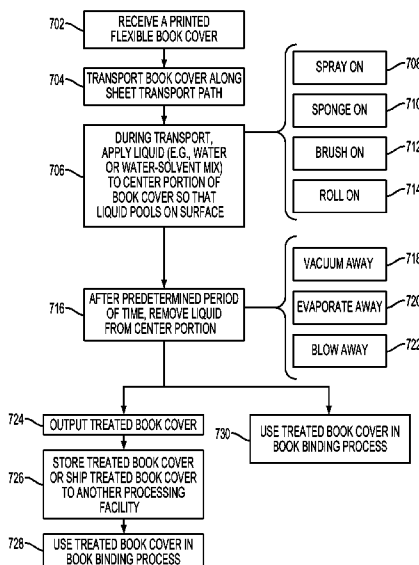 702
RECEIVE A PRINTED
FLEXIBLE BOOK COVER
704
TRANSPORT BOOK COVER ALONG
SHEET TRANSPORT PATH
706
DURING TRANSPORT,
APPLY LIQUID (E.G., WATER
OR WATER-SOLVENT MIX)
TO CENTER PORTION OF
BOOK COVER SO THAT
LIQUID POOLS ON SURFACE
SPRAY ON
708
SPONGE ON
710
BRUSH ON
712
ROLL ON
714
716
AFTER PREDETERMINED PERIOD
OF TIME, REMOVE LIQUID
FROM CENTER PORTION
VACUUM AWAY
718
EVAPORATE AWAY
720
BLOW AWAY
722
724
OUTPUT TREATED BOOK COVER
726
STORE TREATED BOOK COVER
OR SHIP TREATED BOOK COVER
TO ANOTHER PROCESSING
FACILITY
728
USE TREATED BOOK COVER IN
BOOK BINDING PROCESS
730
USE TREATED BOOK COVER IN
BOOK BINDING PROCESS